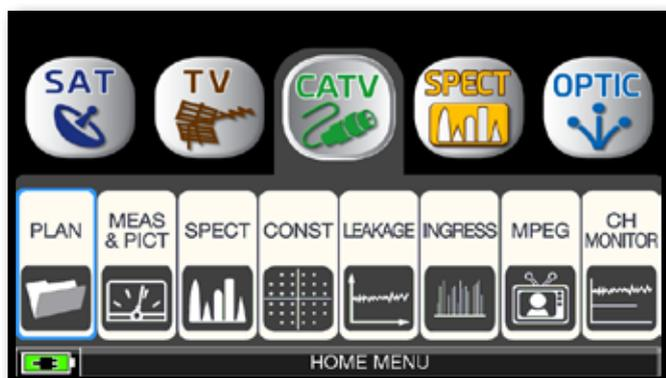 SAT
TV
CATV
SPECT
OPTIC
PLAN
MEAS
& PICT
SPECT
CONST
LEAKAGE
INGRESS
MPEG
CH
MONITOR
HOME MENU